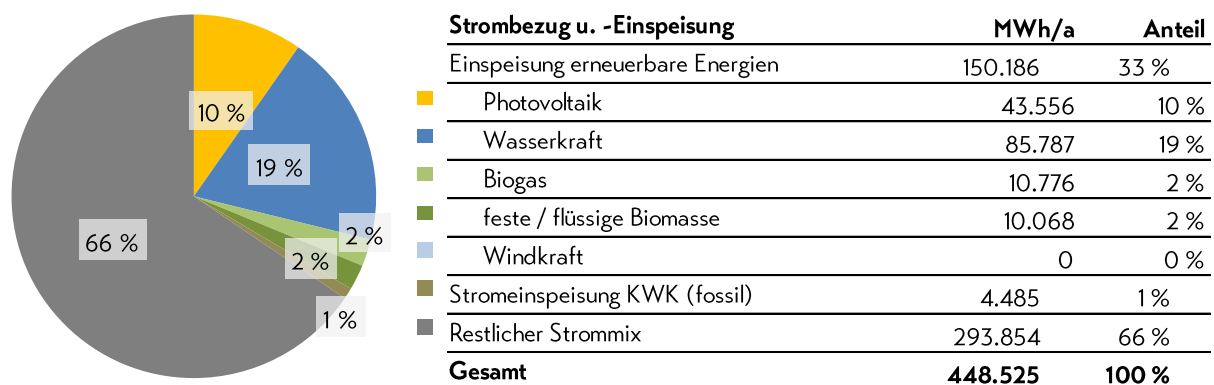 10 %
19 %
2 %
2 %
1 %
66 %
Strombezug u. -Einspeisung MWh/a Anteil
Einspeisung erneuerbare Energien 150.186 33 %
Photovoltaik 43.556 10 %
Wasserkraft 85.787 19 %
Biogas 10.776 2 %
feste / flüssige Biomasse 10.068 2 %
Windkraft 0 0 %
Stromeinspeisung KWK (fossil) 4.485 1 %
Restlicher Strommix 293.854 66 %
Gesamt 448.525 100 %